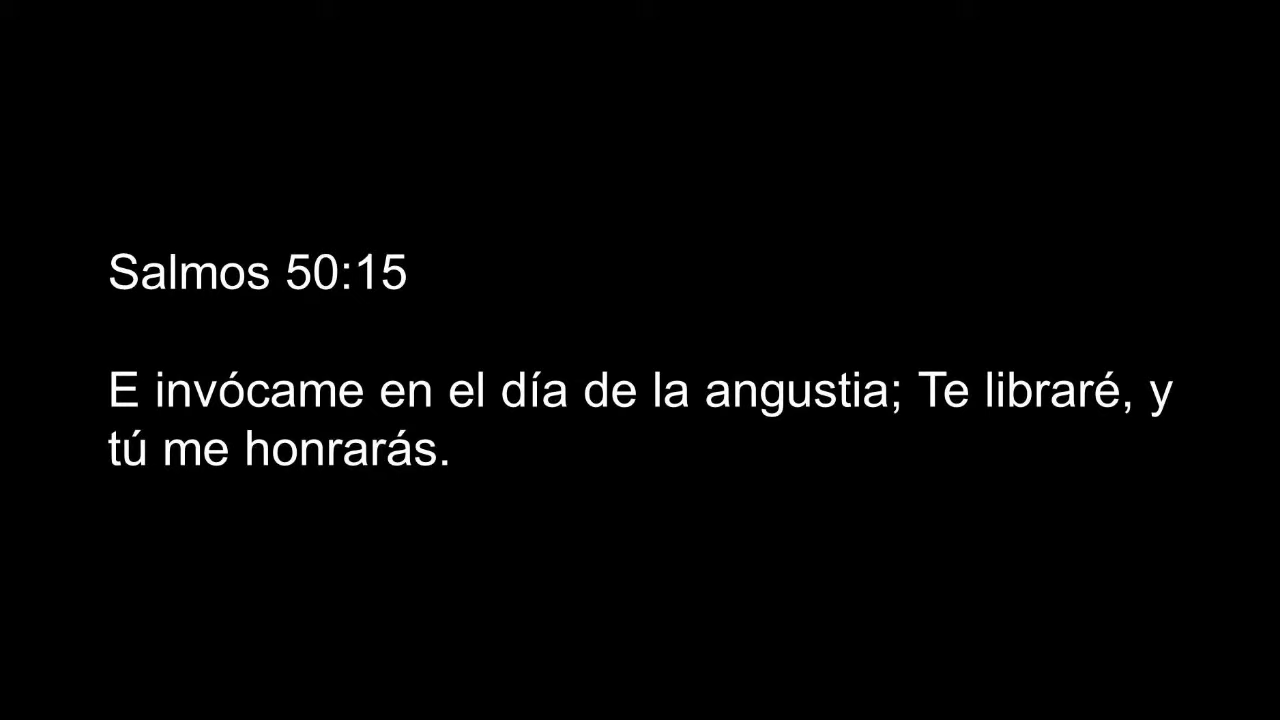 Salmos 50:15
E invócame en el día de la angustia; Te libraré, y
tú me honrarás.